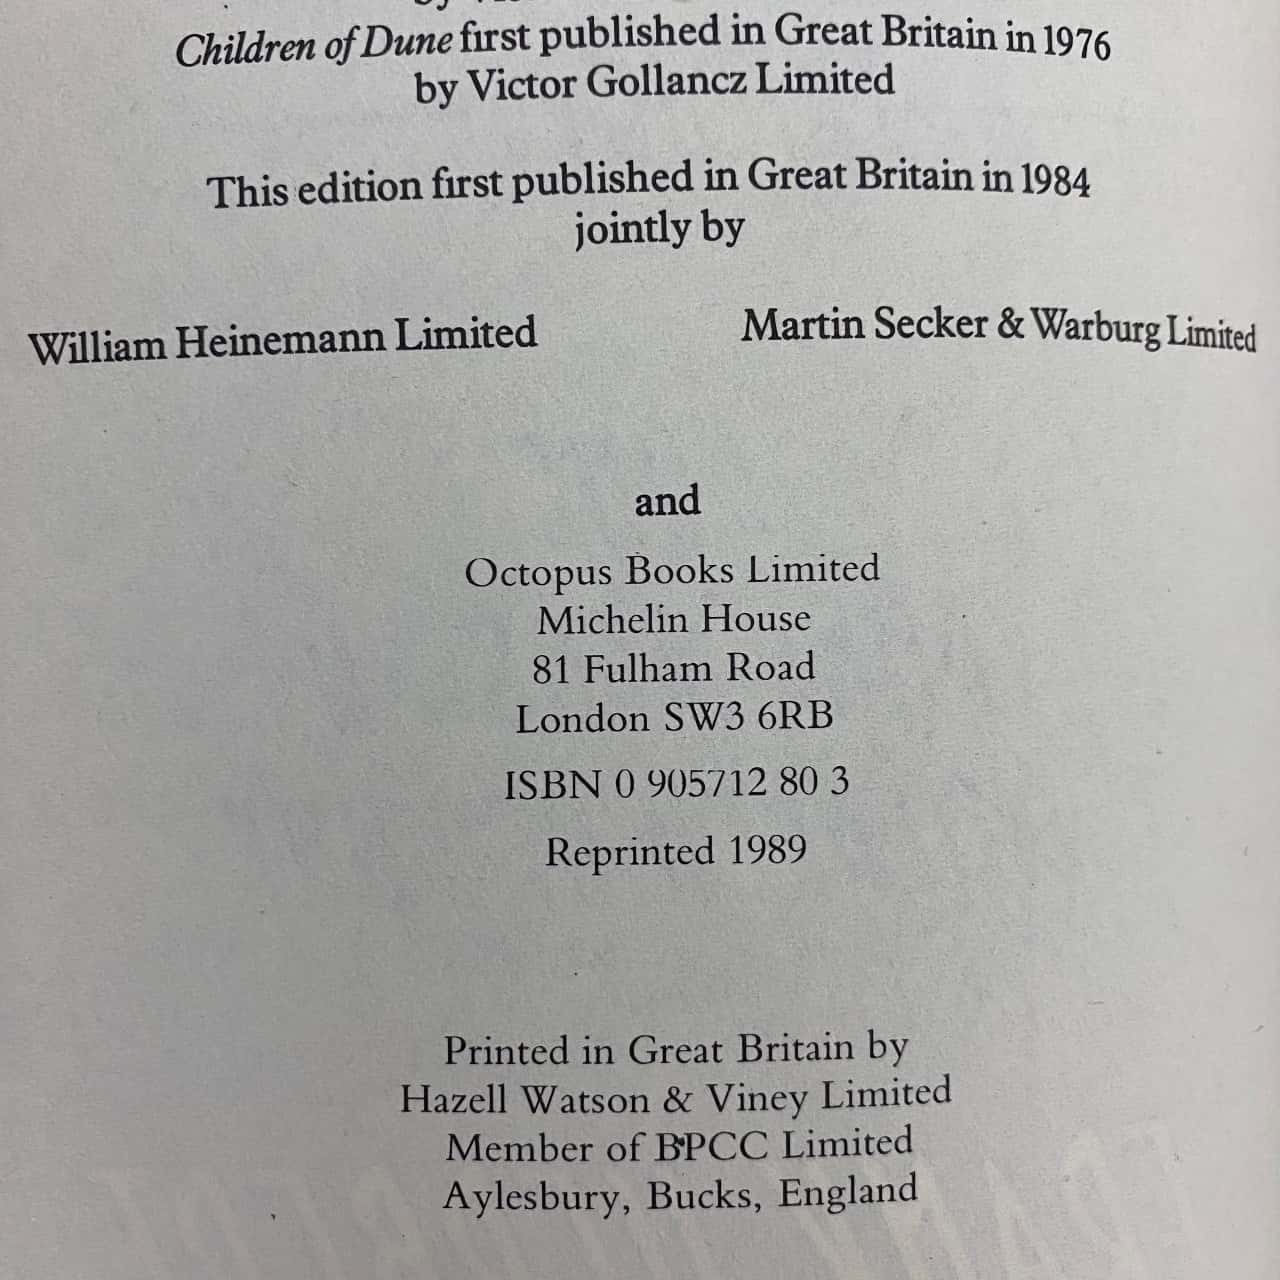 Children of Dune first published in Great Britain in 1976
by Victor Gollancz Limited
This edition first published in Great Britain in 1984
jointly by
William Heinemann Limited Martin Secker & Warburg Limited
and
Octopus Books Limited
Michelin House
81 Fulham Road
London SW3 6RB
ISBN 0 905712 80 3
Reprinted 1989
Printed in Great Britain by
Hazell Watson & Viney Limited
Member of BPCC Limited
Aylesbury, Bucks, England